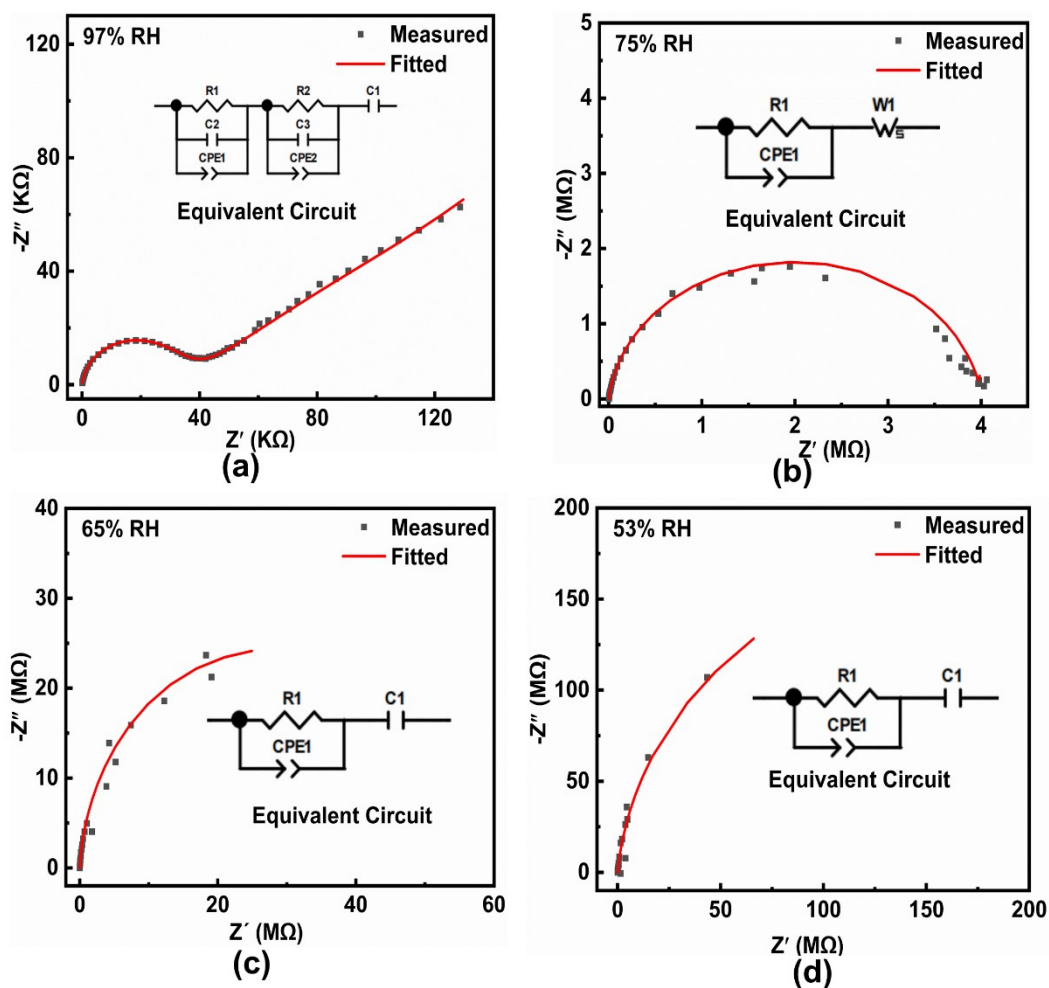 97% RH
Measured
Fitted
R1
R2
C1
C2
C3
CPE1
CPE2
Equivalent Circuit
-Z″ (KΩ)
120
80
40
0
0
40
80
120
Z′ (KΩ)
(a)
75% RH
Measured
Fitted
R1
W1
s
CPE1
Equivalent Circuit
-Z″ (MΩ)
5
4
3
2
1
0
0
1
2
3
4
Z′ (MΩ)
(b)
65% RH
Measured
Fitted
R1
C1
CPE1
Equivalent Circuit
-Z″ (MΩ)
40
30
20
10
0
0
20
40
60
Z´ (MΩ)
(c)
53% RH
Measured
Fitted
R1
C1
CPE1
Equivalent Circuit
-Z″ (MΩ)
200
150
100
50
0
0
50
100
150
200
Z′ (MΩ)
(d)